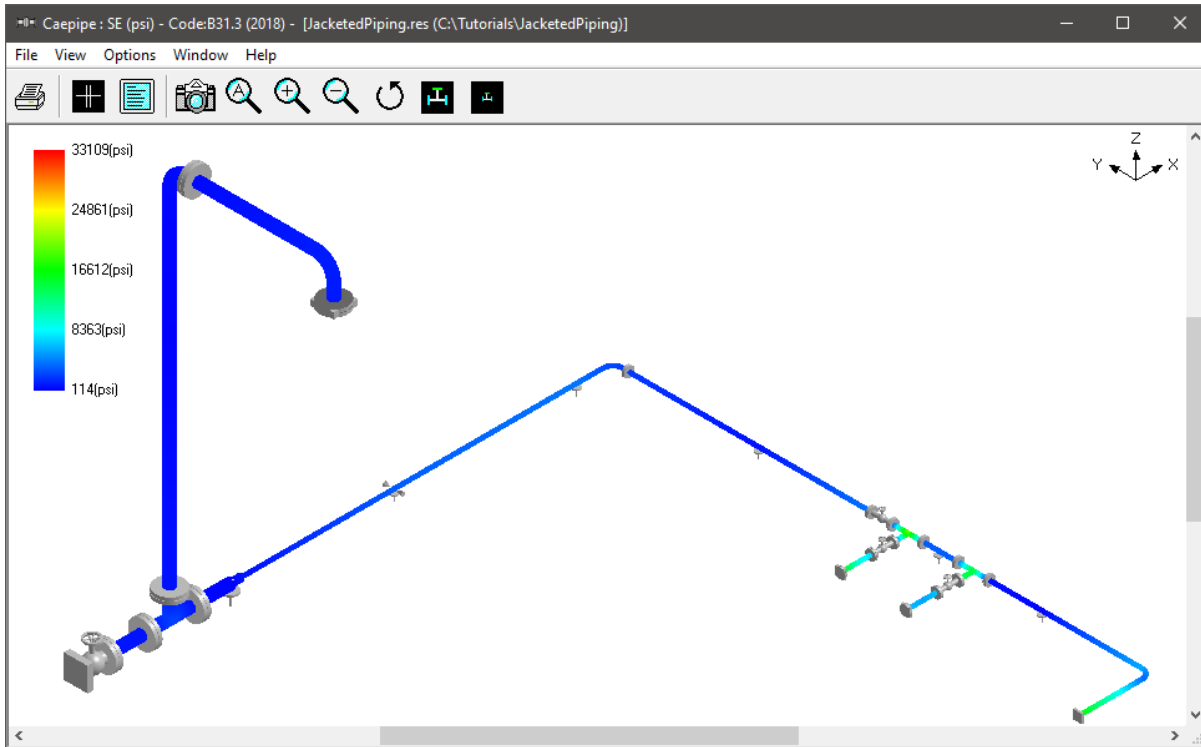 Caepipe : SE (psi) - Code:B31.3 (2018) - [JacketedPiping.res (C:\Tutorials\JacketedPiping)]
File View Options Window Help
A
33109(psi)
24861(psi)
16612(psi)
8363(psi)
114(psi)
Z
Y X